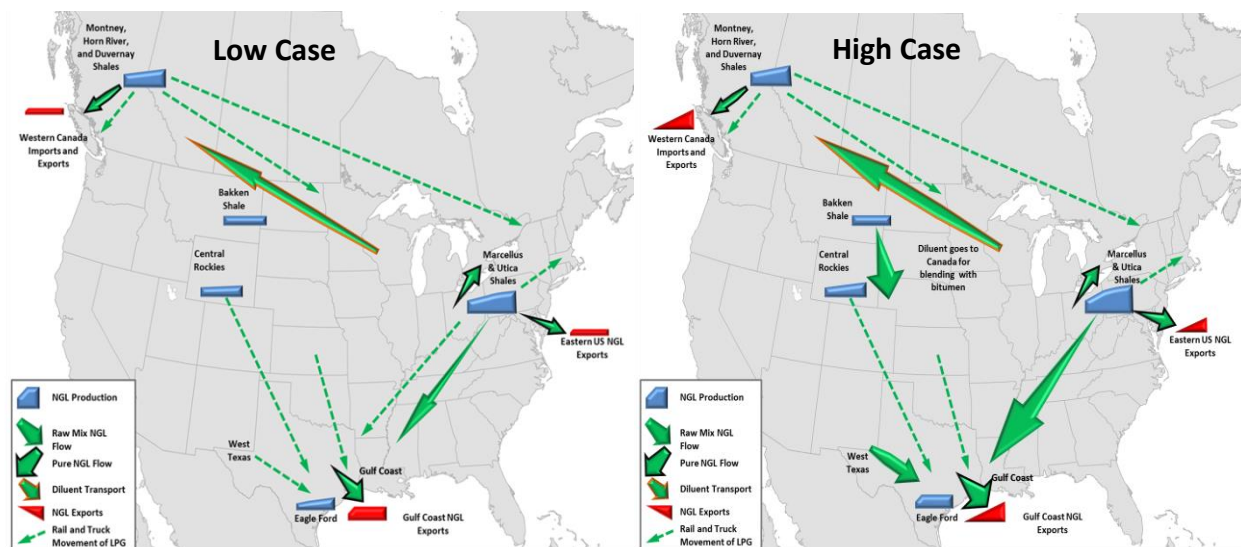 Low Case
Montney,
Horn River,
and Duvernay
Shales
Western Canada
Imports and
Exports
Bakken
Shale
Central
Rockies
Marcellus
& Utica
Shales
Eastern US NGL
Exports
West
Texas
Gulf Coast
Eagle Ford
Gulf Coast NGL
Exports
NGL Production
Raw Mix NGL
Flow
Pure NGL Flow
Diluent Transport
NGL Exports
Rail and Truck
Movement of LPG
High Case
Montney,
Horn River,
and Duvernay
Shales
Western Canada
Imports and
Exports
Bakken
Shale
Central
Rockies
Diluent goes to
Canada for
blending with
bitumen
Marcellus
& Utica
Shales
Eastern US NGL
Exports
West
Texas
Gulf Coast
Eagle Ford
Gulf Coast NGL
Exports
NGL Production
Raw Mix NGL
Flow
Pure NGL Flow
Diluent Transport
NGL Exports
Rail and Truck
Movement of LPG